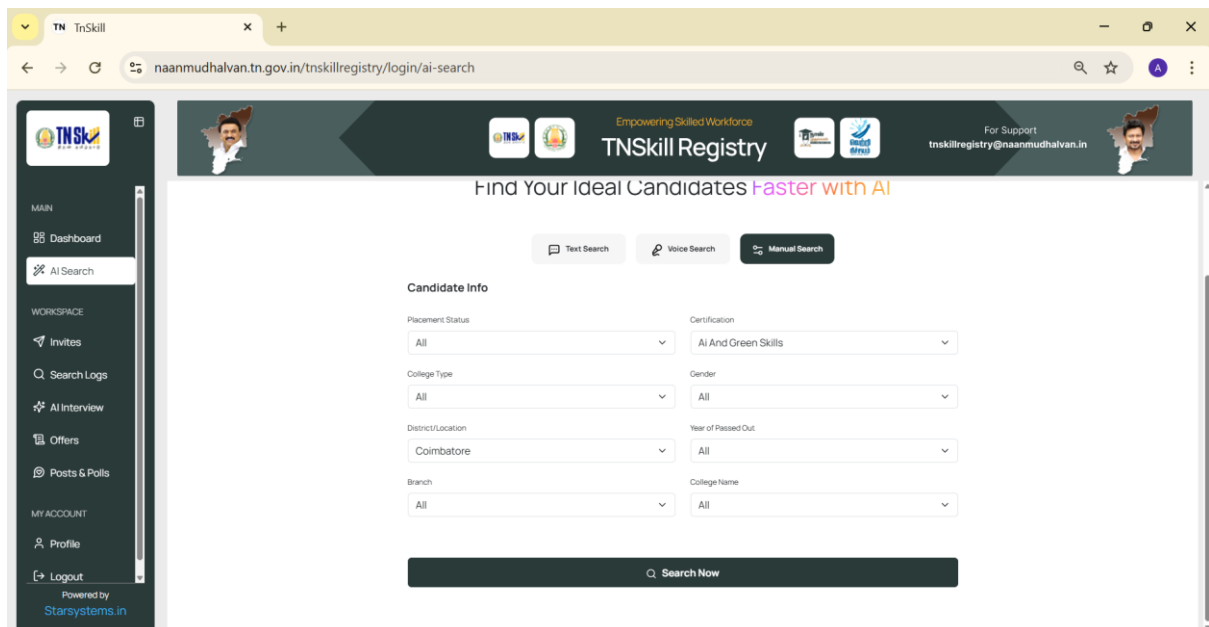 TN TnSkill
naanmudhalvan.tn.gov.in/tnskillregistry/login/ai-search
A
TN Skill
Empowering Skilled Workforce
TNSkill Registry
For Support
tnskillregistry@naanmudhalvan.in
MAIN
Dashboard
AI Search
WORKSPACE
Invites
Search Logs
AI Interview
Offers
Posts & Polls
MY ACCOUNT
Profile
Logout
Powered by
Starsystems.in
Find Your Ideal Candidates Faster with AI
Text Search
Voice Search
Manual Search
Candidate Info
Placement Status
All
Certification
Ai And Green Skills
College Type
All
Gender
All
District/Location
Coimbatore
Year of Passed Out
All
Branch
All
College Name
All
Search Now